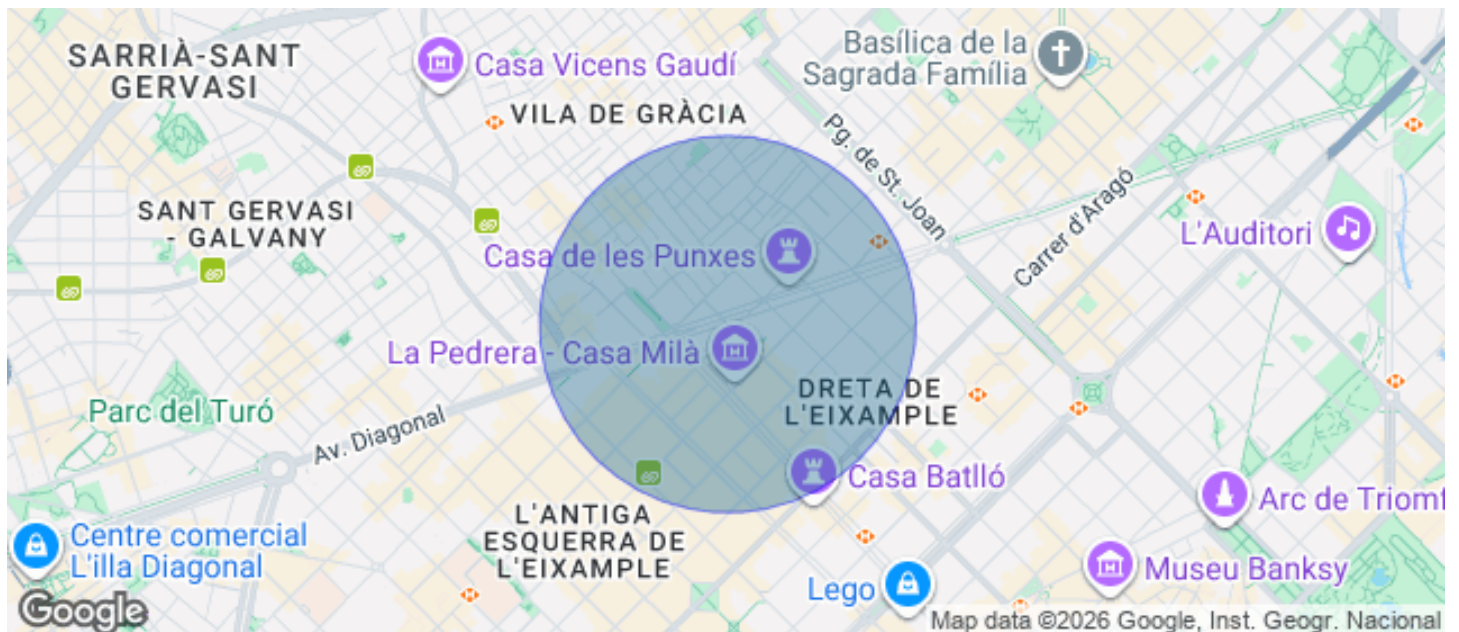 SARRIÀ-SANT
GERVASI
Casa Vicens Gaudí
Basílica de la
Sagrada Família
VILA DE GRÀCIA
Pg. de St. Joan
Carrer d'Aragó
SANT GERVASI
- GALVANY
L'Auditori
Casa de les Punxes
La Pedrera - Casa Milà
DRETA DE
L'EIXAMPLE
Parc del Turó
Av. Diagonal
Casa Batlló
Arc de Triomf
L'ANTIGA
ESQUERRA DE
L'EIXAMPLE
Centre comercial
L'illa Diagonal
Museu Banksy
Lego
Google
Map data ©2026 Google, Inst. Geogr. Nacional